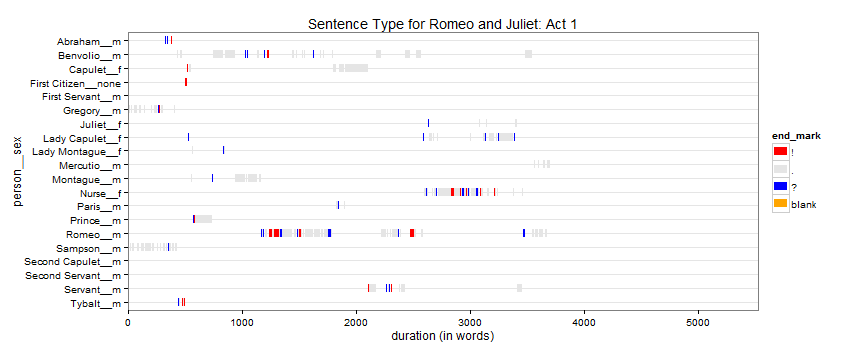 Sentence Type for Romeo and Juliet: Act 1
Abraham__m
Benvolio__m
Capulet__f
First Citizen__none
First Servant__m
Gregory__m
Juliet__f
Lady Capulet__f
Lady Montague__f
Mercutio__m
Montague__m
Nurse__f
Paris__m
Prince__m
Romeo__m
Sampson__m
Second Capulet__m
Second Servant__m
Servant__m
Tybalt__m
person__sex
0 1000 2000 3000 4000 5000
duration (in words)
end_mark
!
.
?
blank